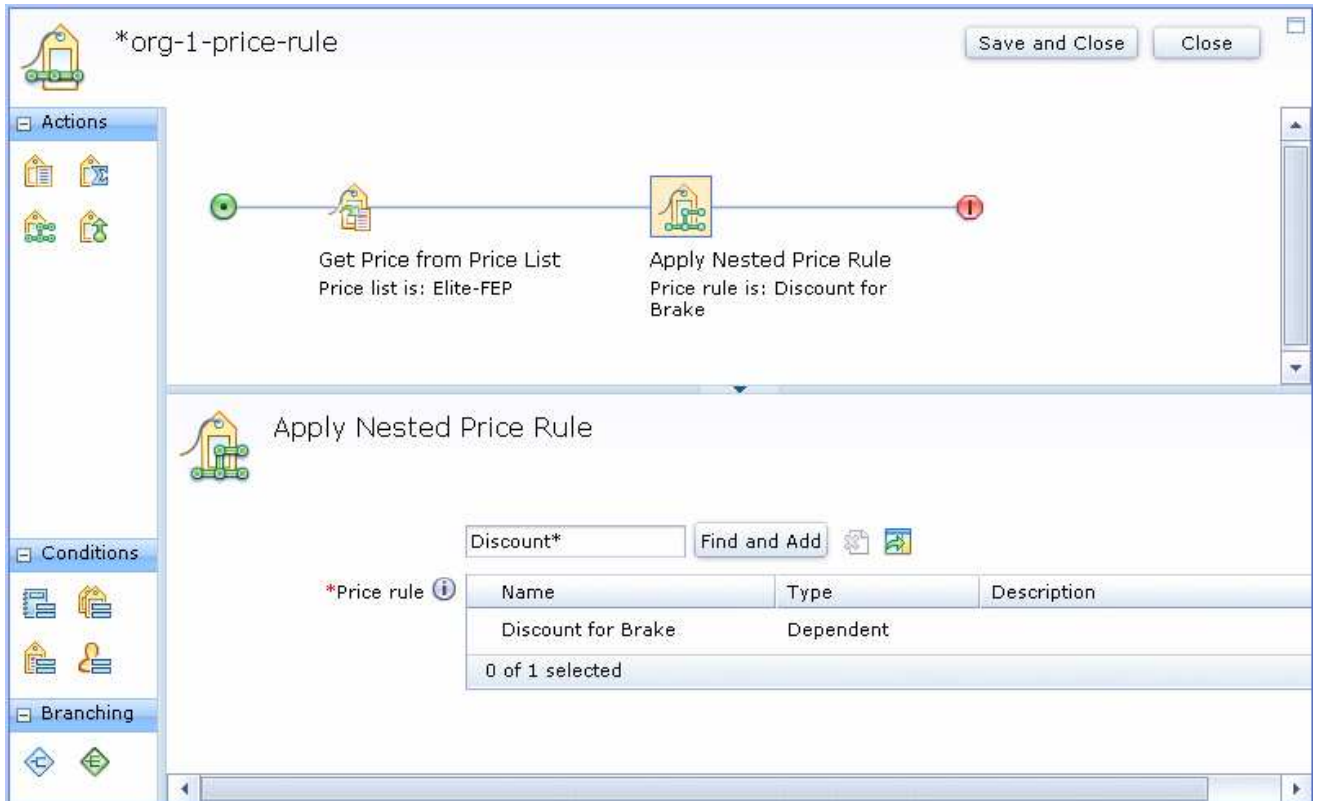 *org-1-price-rule
Save and Close
Close
Actions
Get Price from Price List
Price list is: Elite-FEP
Apply Nested Price Rule
Price rule is: Discount for
Brake
Apply Nested Price Rule
Discount*
Find and Add
*Price rule
Name Type Description
Discount for Brake Dependent
0 of 1 selected
Conditions
Branching